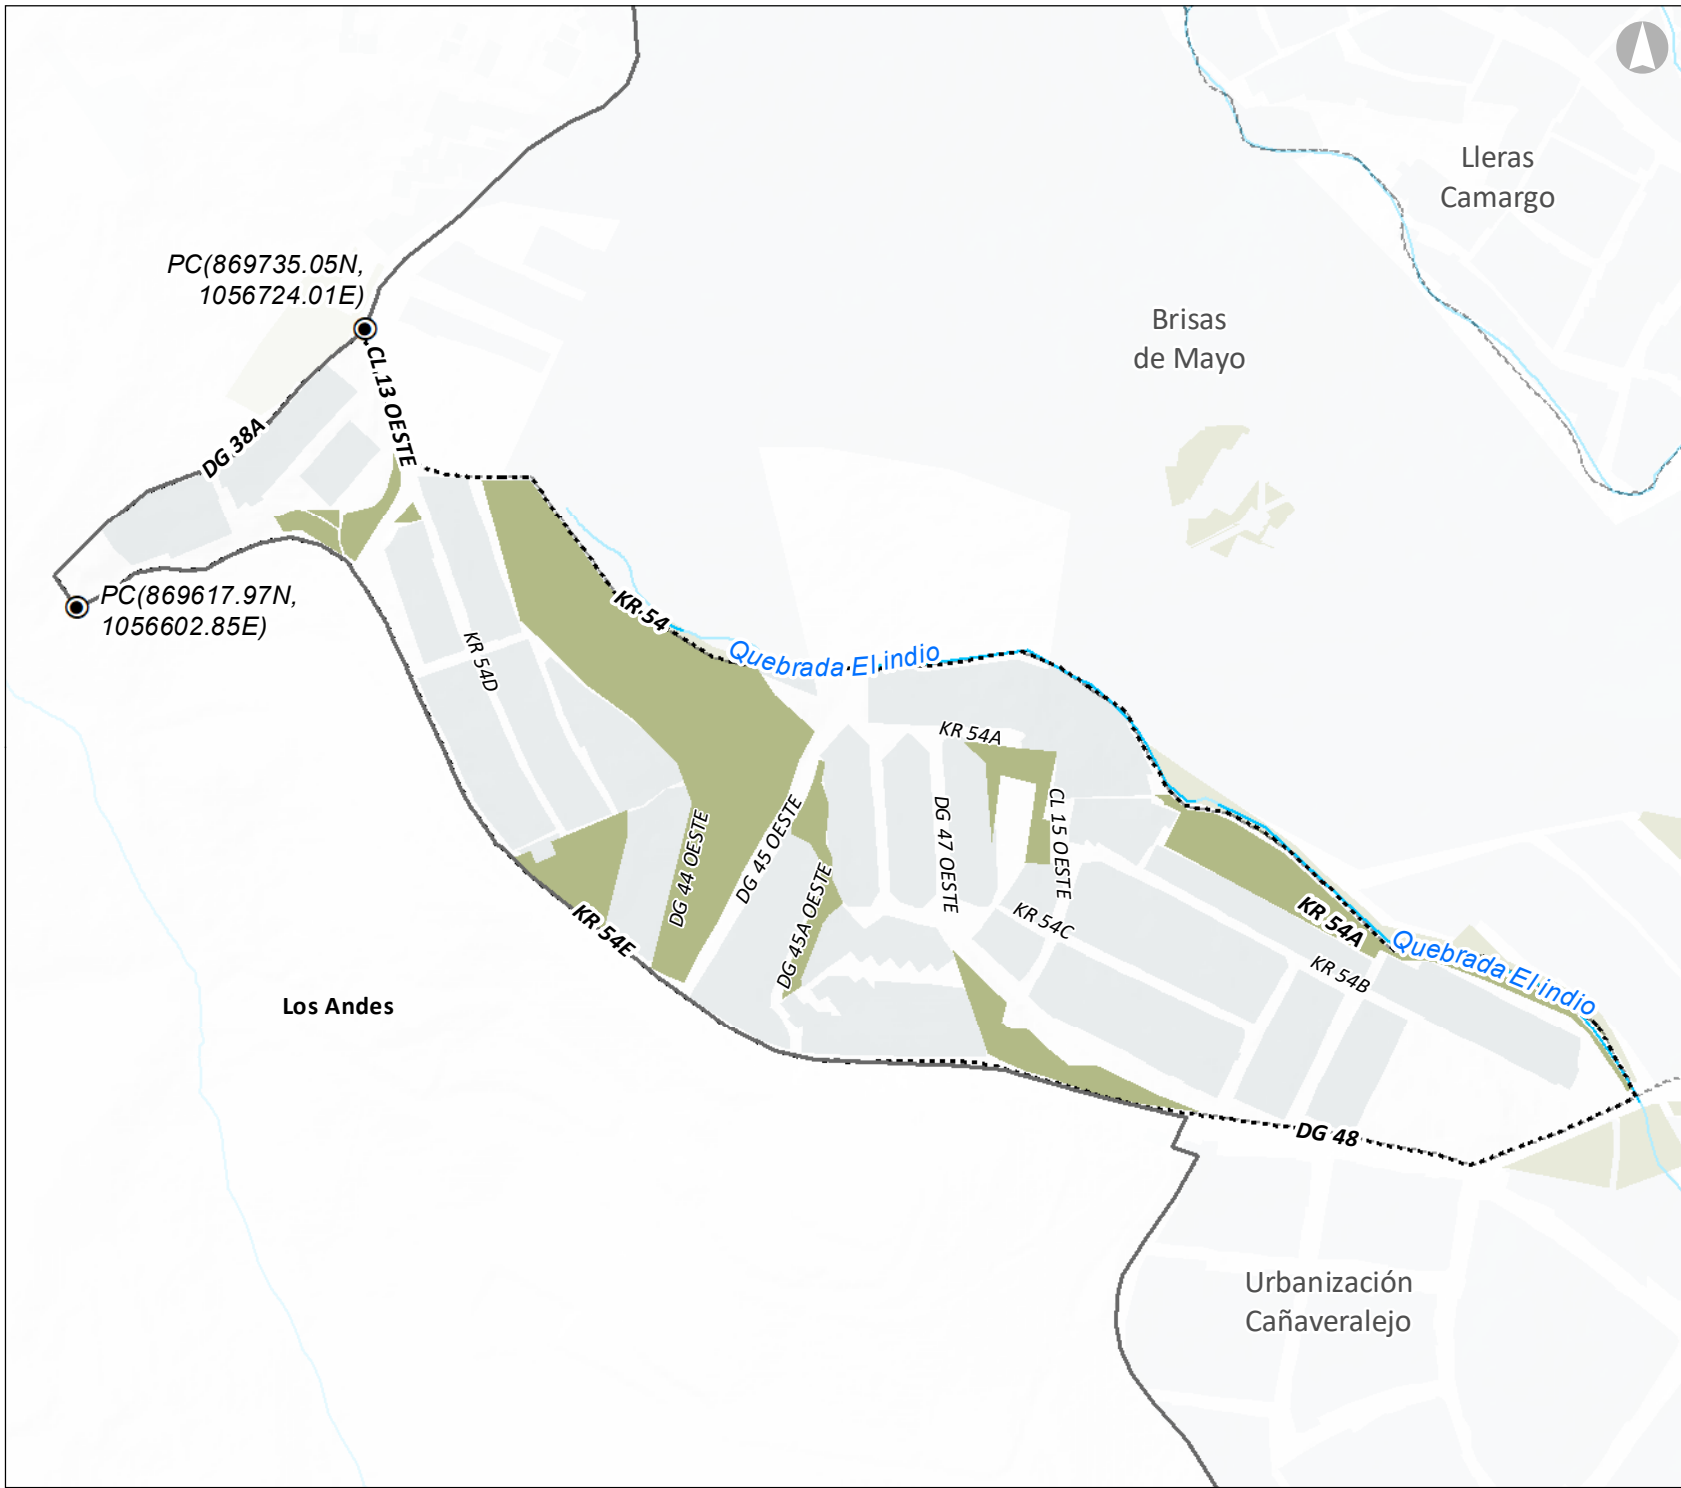 Lleras
Camargo
PC(869735.05N,
1056724.01E)
Brisas
de Mayo
CL 13 OESTE
DG 38A
PC(869617.97N,
1056602.85E)
KR 54
Quebrada El indio
KR 54D
KR 54A
CL 15 OESTE
DG 47 OESTE
DG 45 OESTE
DG 44 OESTE
DG 45A OESTE
KR 54C
KR 54A
KR 54E
Quebrada El indio
KR 54B
Los Andes
DG 48
Urbanización
Cañaveralejo